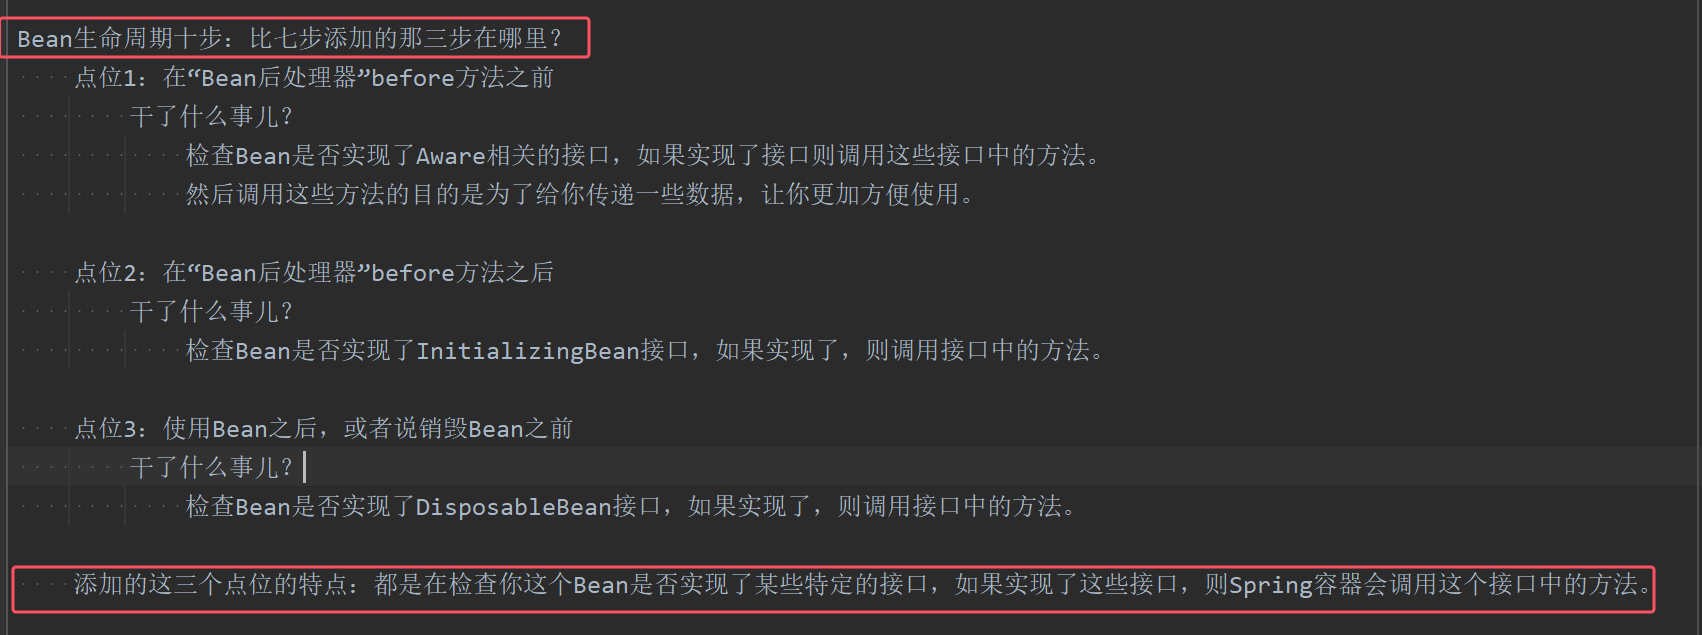 Bean生命周期十步：比七步添加的那三步在哪里？
点位1：在“Bean后处理器”before方法之前
干了什么事儿？
检查Bean是否实现了Aware相关的接口，如果实现了接口则调用这些接口中的方法。
然后调用这些方法的目的是为了给你传递一些数据，让你更加方便使用。
点位2：在“Bean后处理器”before方法之后
干了什么事儿？
检查Bean是否实现了InitializingBean接口，如果实现了，则调用接口中的方法。
点位3：使用Bean之后，或者说销毁Bean之前
干了什么事儿？
检查Bean是否实现了DisposableBean接口，如果实现了，则调用接口中的方法。
添加的这三个点位的特点：都是在检查你这个Bean是否实现了某些特定的接口，如果实现了这些接口，则Spring容器会调用这个接口中的方法。